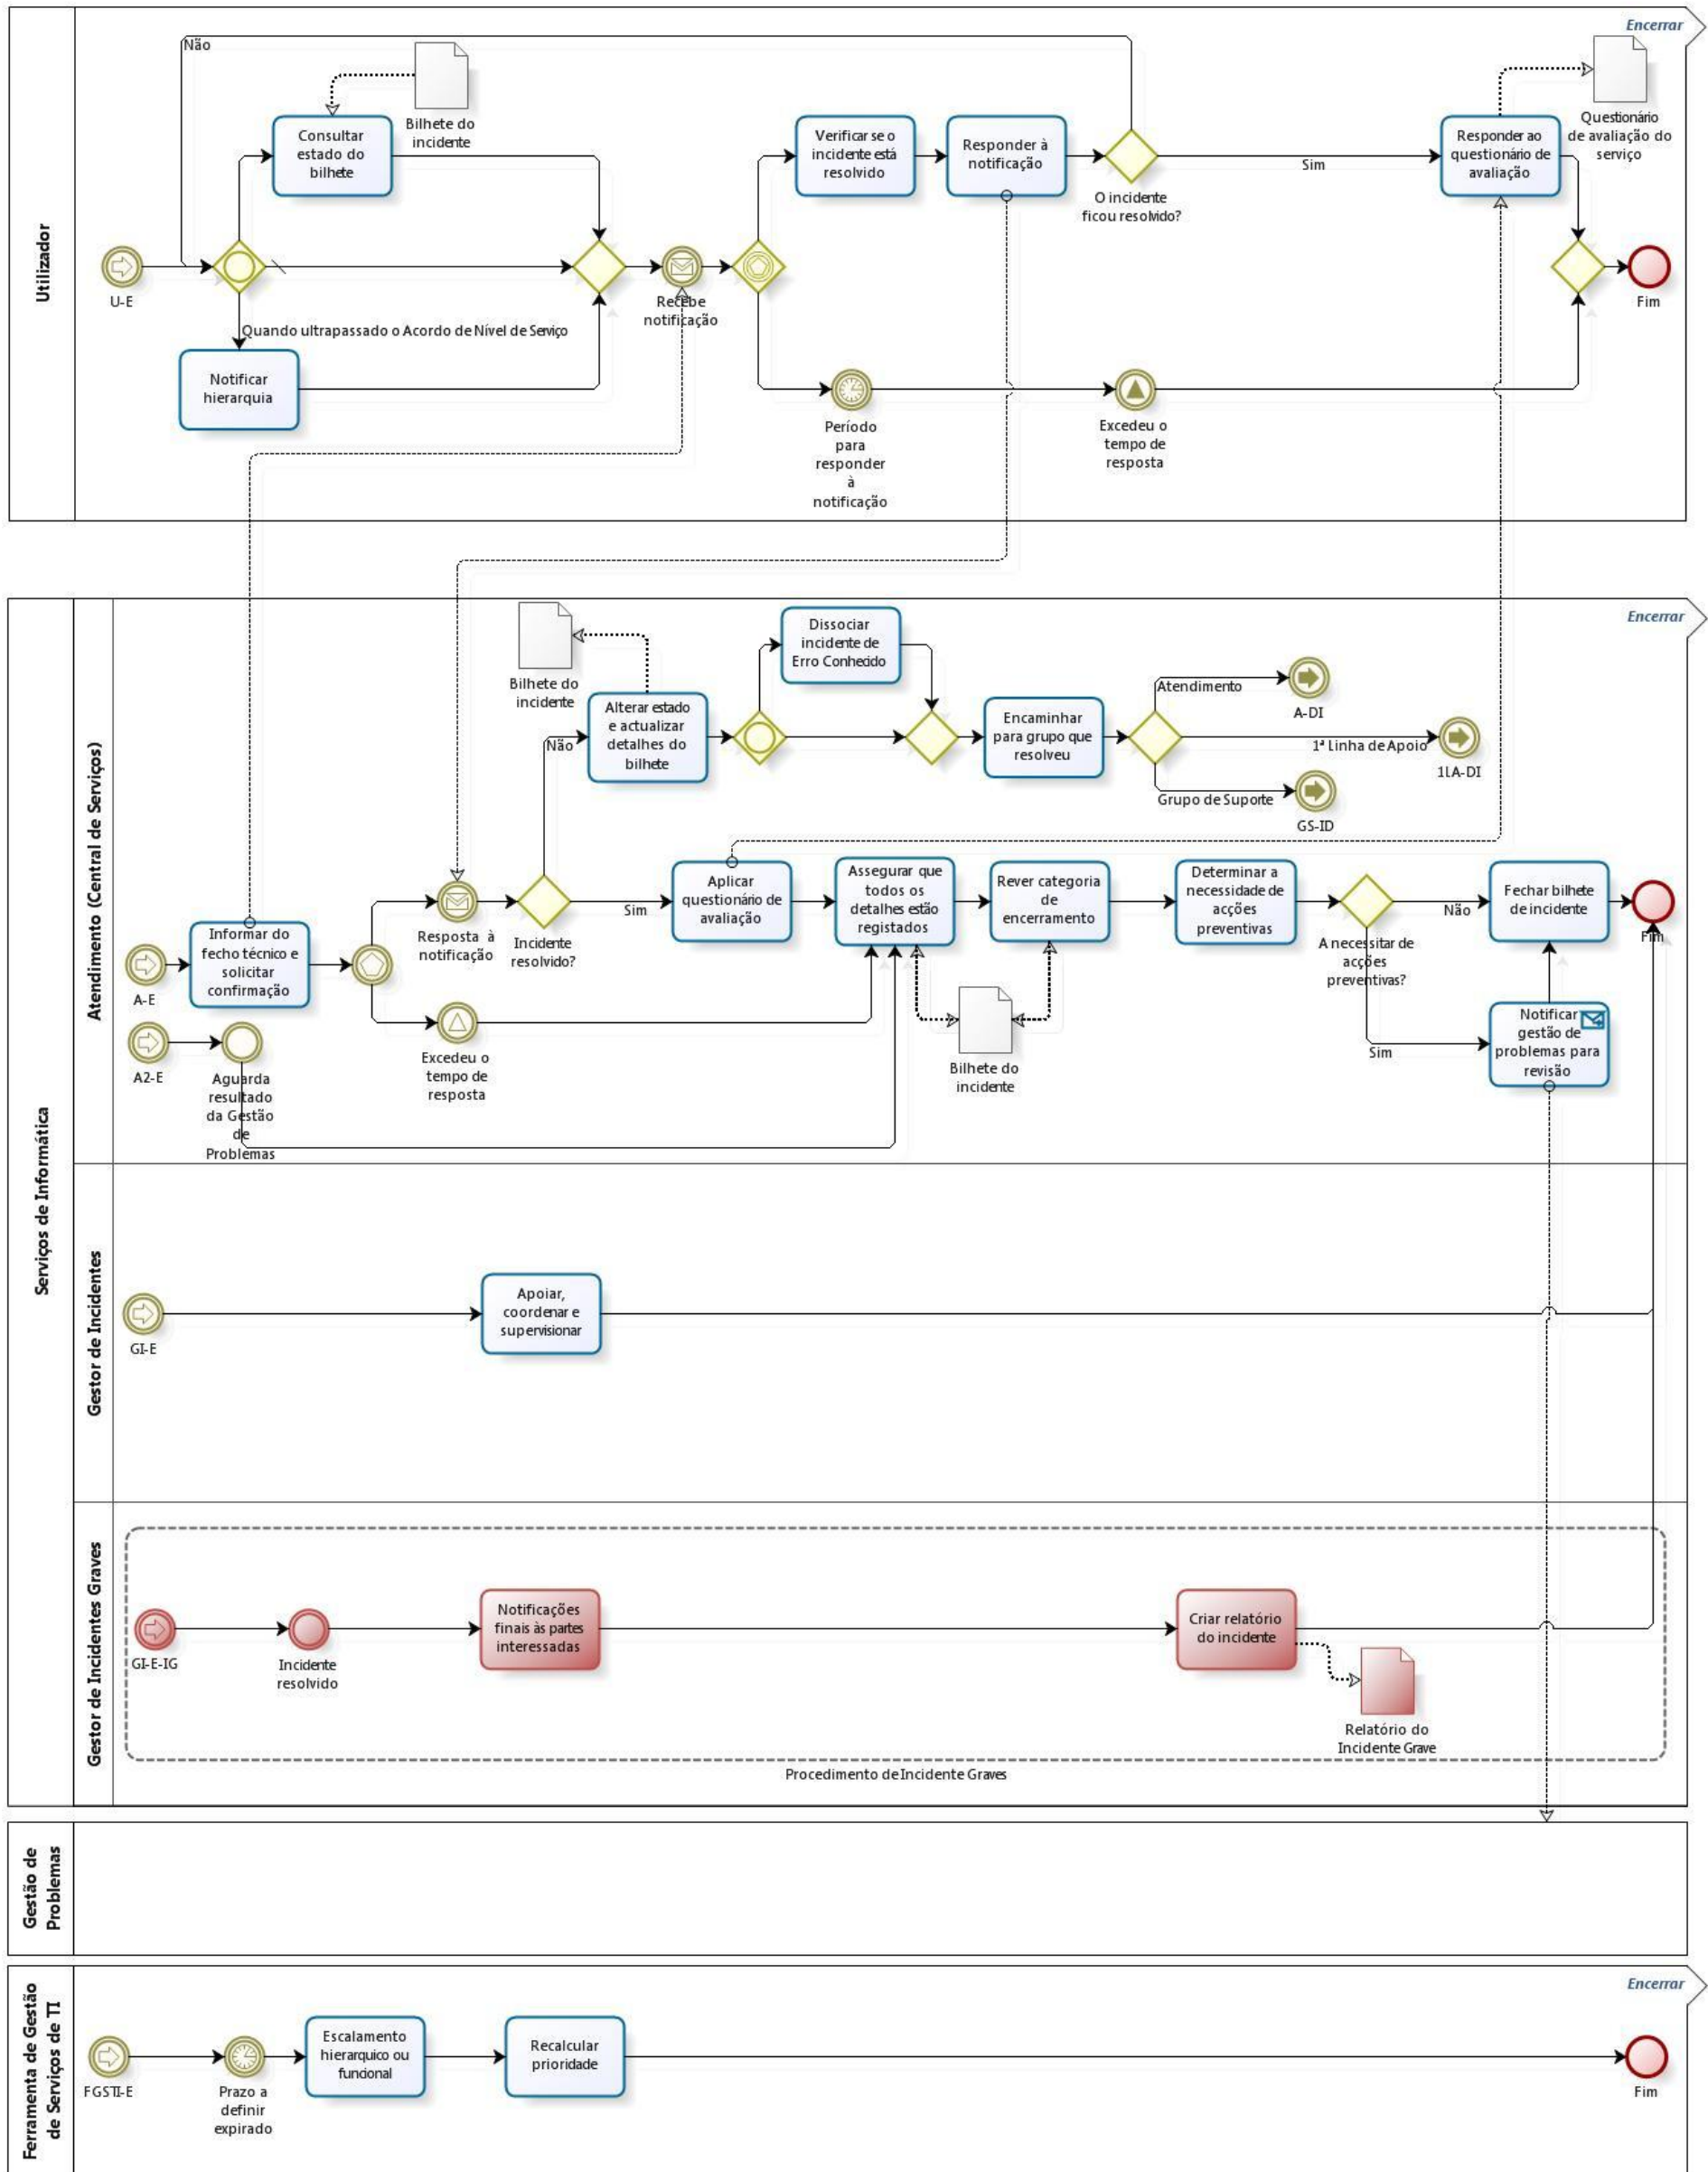 Encerrar
Utilizador
Não
Bilhete do
incidente
Consultar
estado do
bilhete
U-E
Quando ultrapassado o Acordo de Nível de Serviço
Notificar
hierarquia
Recebe
notificação
Verificar se o
incidente está
resolvido
Responder à
notificação
O incidente
ficou resolvido?
Sim
Responder ao
questionário de
avaliação
Questionário
de avaliação do
serviço
Período
para
responder
à
notificação
Excedeu o
tempo de
resposta
Fim
Serviços de Informática
Atendimento (Central de Serviços)
Encerrar
Bilhete do
incidente
Alterar estado
e actualizar
detalhes do
bilhete
Não
Dissociar
incidente de
Erro Conhecido
Encaminhar
para grupo que
resolveu
Atendimento
A-DI
1ª Linha de Apoio
1LA-DI
Grupo de Suporte
GS-ID
A-E
Informar do
fecho técnico e
solicitar
confirmação
Resposta à
notificação
Incidente
resolvido?
Sim
Aplicar
questionário de
avaliação
Assegurar que
todos os
detalhes estão
registados
Rever categoria
de
encerramento
Determinar a
necessidade de
acções
preventivas
A necessitar de
acções
preventivas?
Não
Fechar bilhete
de incidente
Fim
Sim
Notificar
gestão de
problemas para
revisão
A2-E
Aguarda
resultado
da Gestão
de
Problemas
Excedeu o
tempo de
resposta
Bilhete do
incidente
Gestor de Incidentes
GI-E
Apoiar,
coordenar e
supervisionar
Gestor de Incidentes Graves
GI-E-IG
Incidente
resolvido
Notificações
finais às partes
interessadas
Criar relatório
do incidente
Relatório do
Incidente Grave
Procedimento de Incidente Graves
Gestão de
Problemas
Ferramenta de Gestão
de Serviços de TI
Encerrar
FGSTI-E
Prazo a
definir
expirado
Escalamento
hierarquico ou
funcional
Recalcular
prioridade
Fim